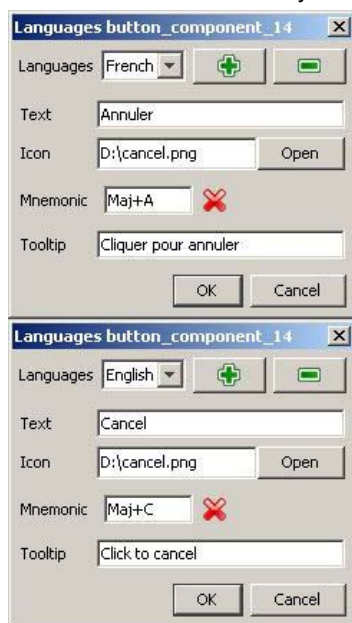 Languages button_component_14
Languages French
Text Annuler
Icon D:\cancel.png Open
Mnemonic Maj+A
Tooltip Cliquer pour annuler
OK Cancel
Languages button_component_14
Languages English
Text Cancel
Icon D:\cancel.png Open
Mnemonic Maj+C
Tooltip Click to cancel
OK Cancel